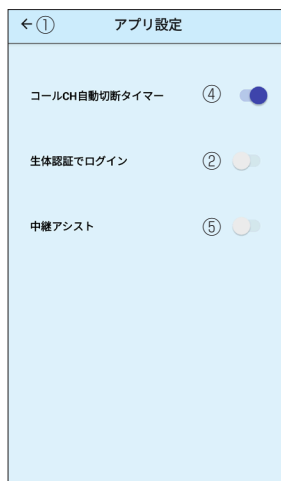 ← ① アプリ設定
コールCH自動切断タイマー ④
生体認証でログイン ②
中継アシスト ⑤